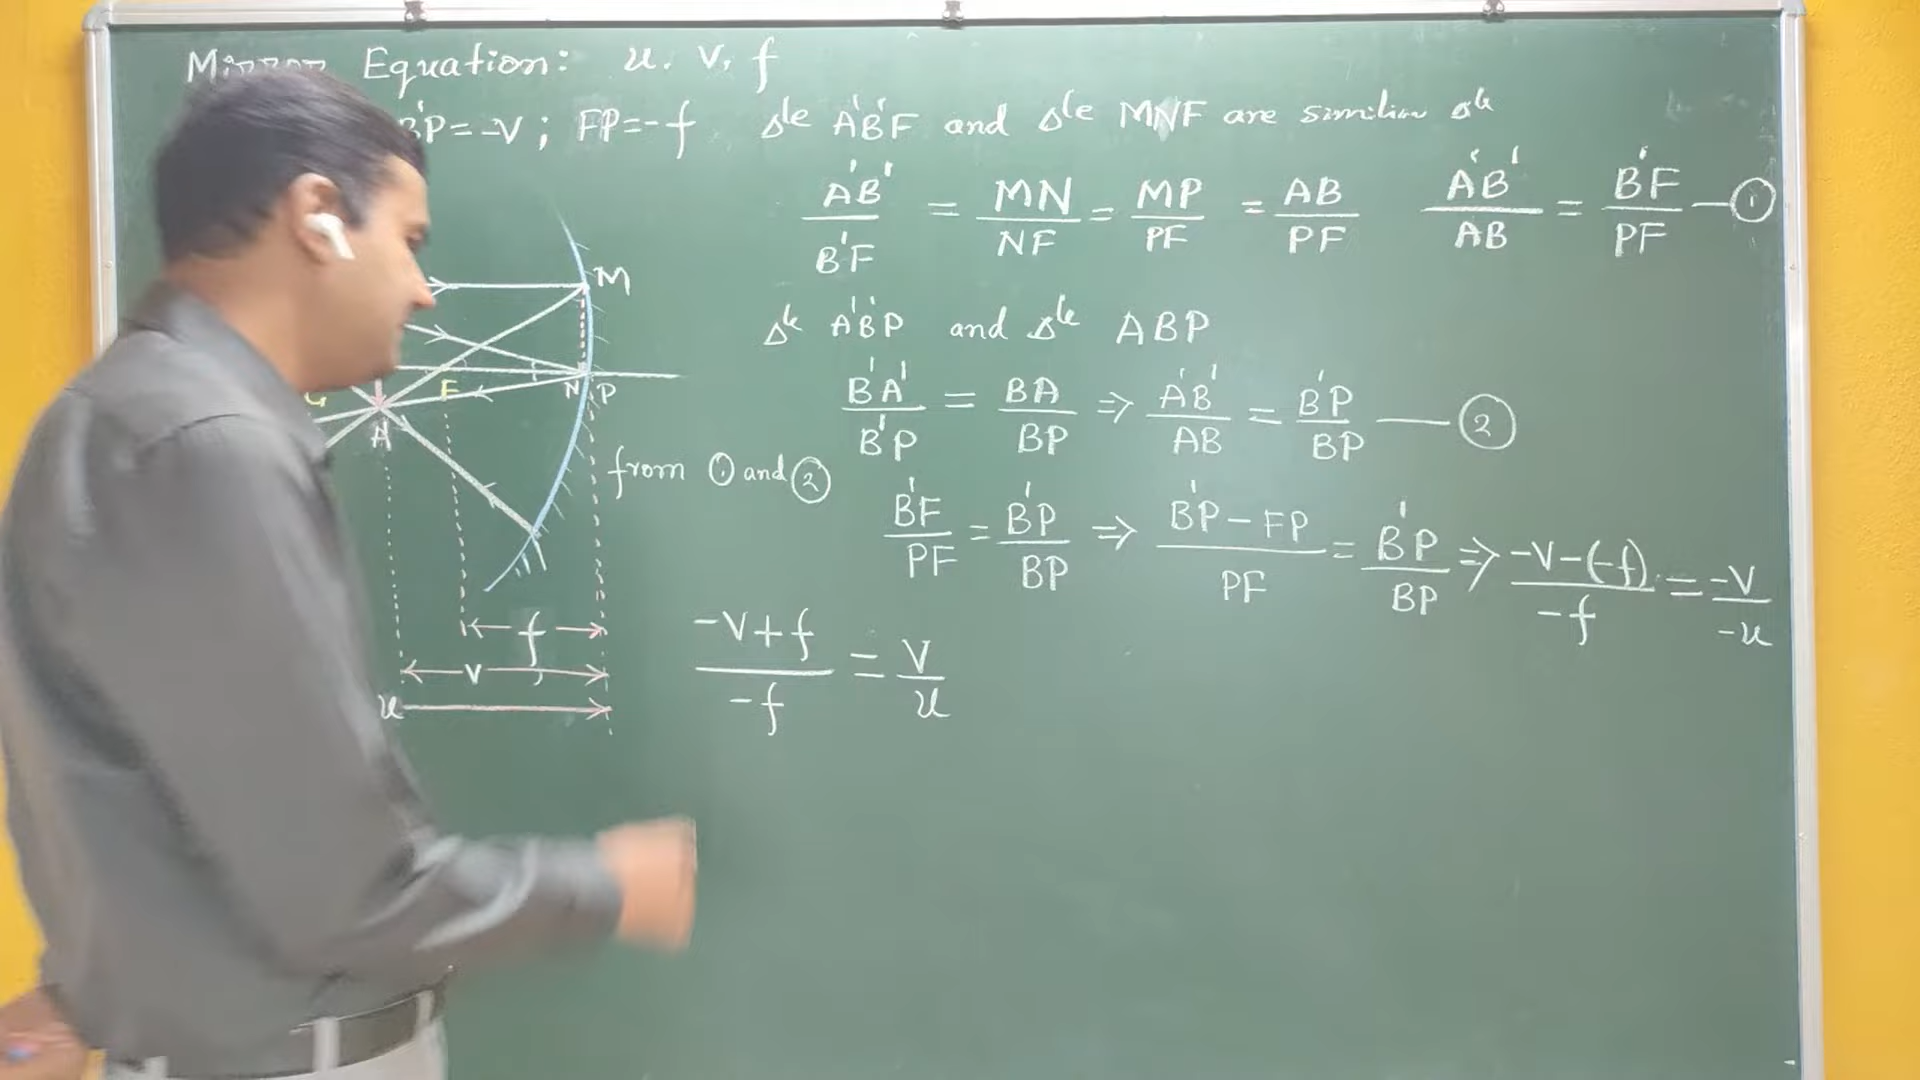 Mirror Equation: u. v. f
B'P=-v; FP=-f Δle A'B'F and Δle MNF are similar Δle
A'B'/B'F = MN/NF = MP/PF = AB/PF A'B'/AB = B'F/PF — ①
Δle A'B'P and Δle ABP
B'A'/B'P = BA/BP ⇒ A'B'/AB = B'P/BP — ②
from ① and ②
B'F/PF = B'P/BP ⇒ B'P-FP/PF = B'P/BP ⇒ -v-(-f)/-f = -v/-u
-v+f/-f = v/u
M
F
N P
A
f
v
u